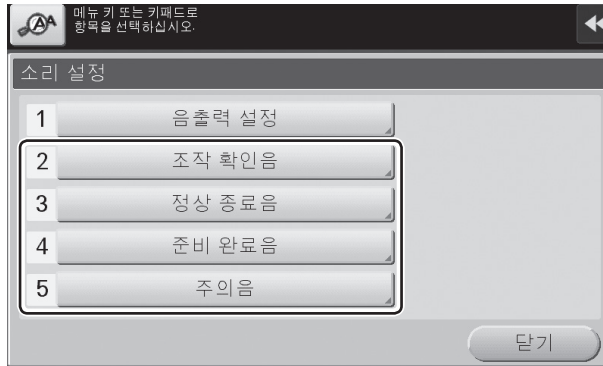 메뉴 키 또는 키패드로
항목을 선택하십시오.
소리 설정
1 음출력 설정
2 조작 확인음
3 정상 종료음
4 준비 완료음
5 주의음
닫기